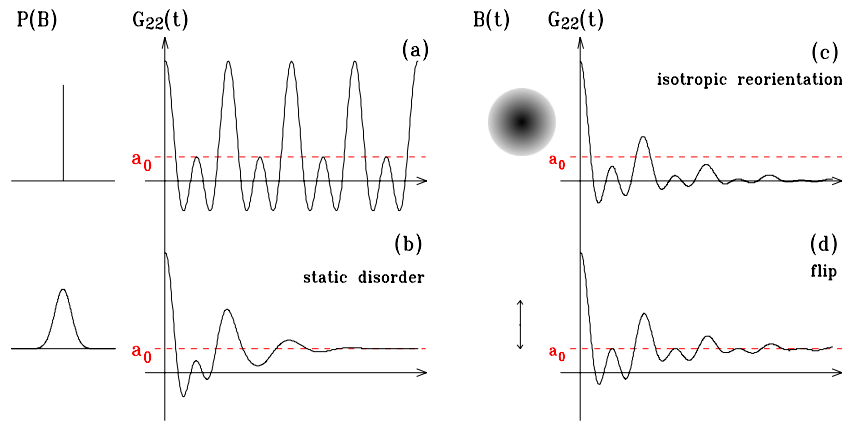 P(B) G₂₂(t) B(t) G₂₂(t)
(a)
a₀
(c)
isotropic reorientation
a₀
(b)
static disorder
a₀
(d)
flip
a₀